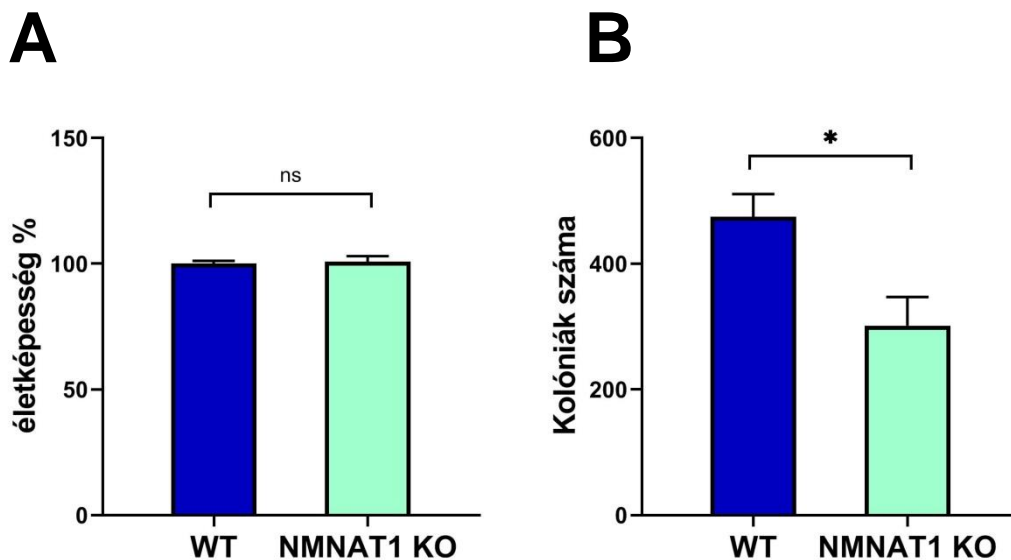 A
életképesség %
150
100
50
0
ns
WT NMNAT1 KO
B
Kolóniák száma
600
400
200
0
*
WT NMNAT1 KO